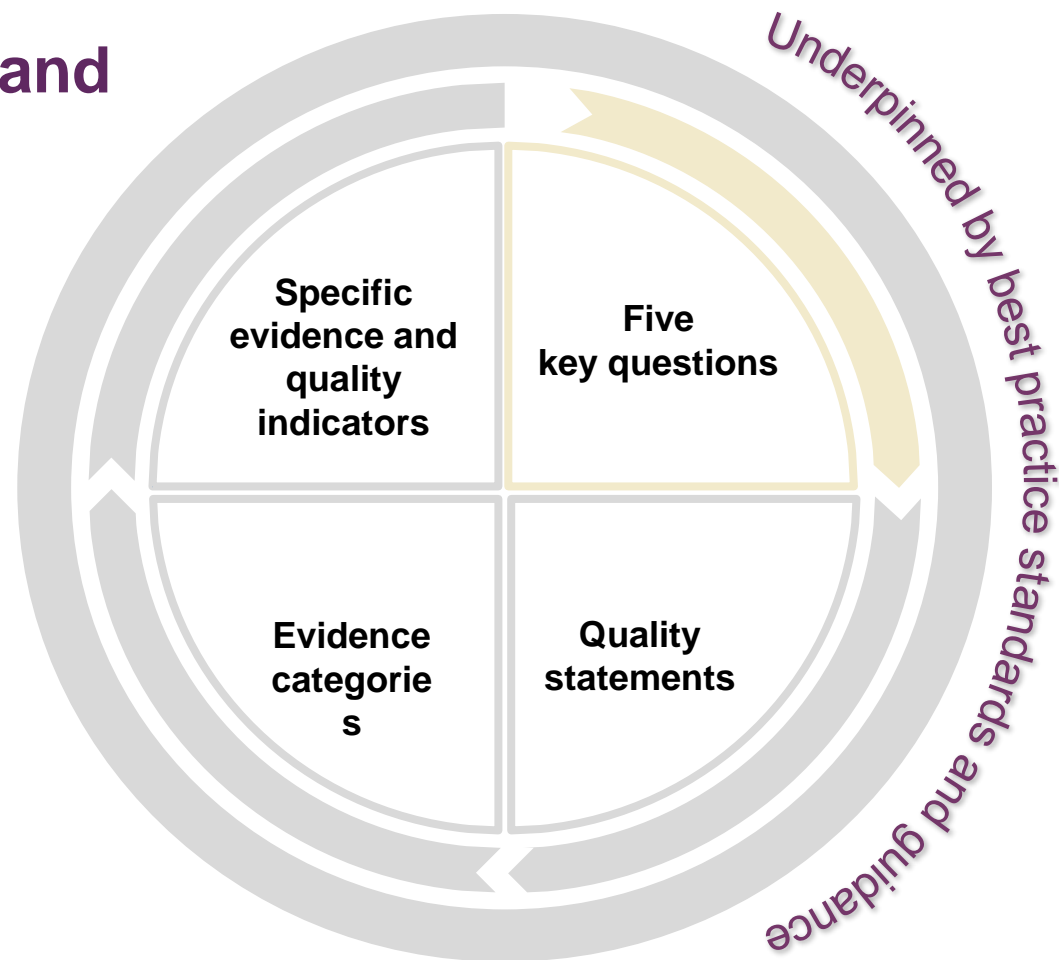 and
Specific
evidence and
quality
indicators
Five
key questions
Evidence
categorie
s
Quality
statements
Underpinned by best practice standards and guidance